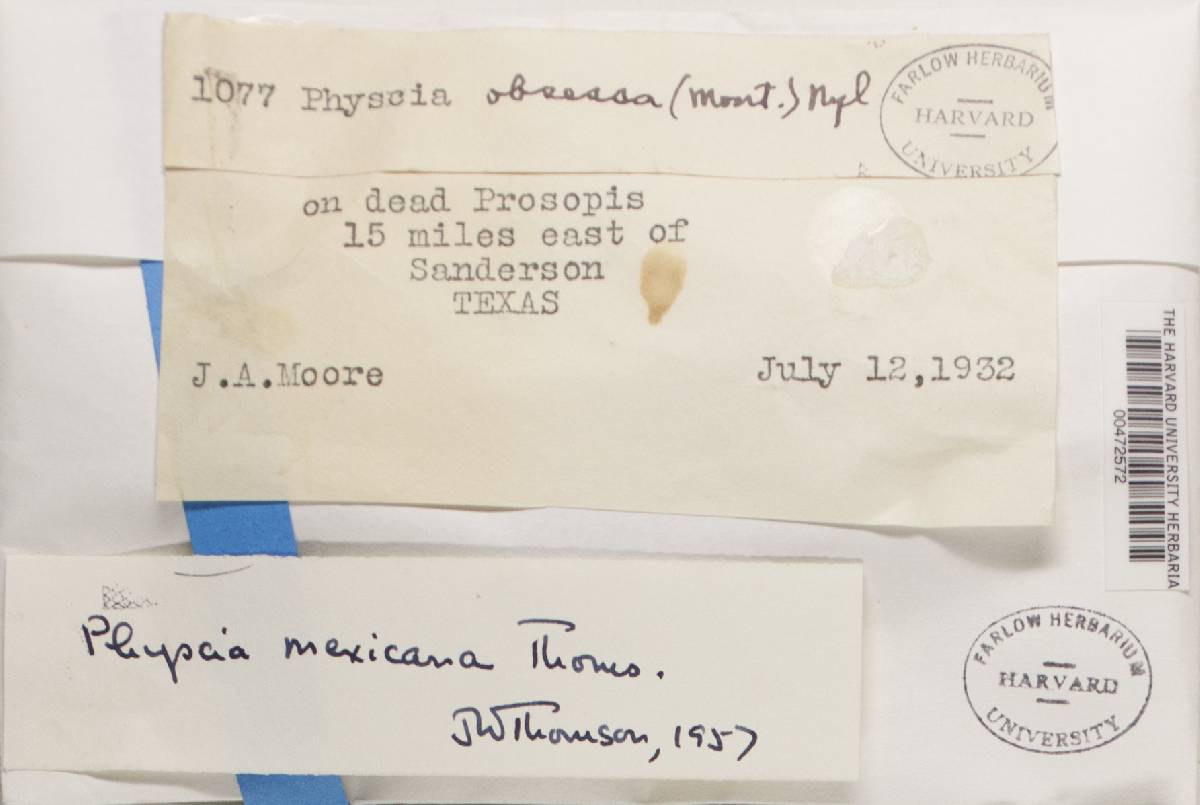 1077 Physcia obsessa (Mont.) Nyl
FARLOW HERBARIUM
HARVARD
UNIVERSITY
on dead Prosopis
15 miles east of
Sanderson
TEXAS
J.A.Moore
July 12,1932
THE HARVARD UNIVERSITY HERBARIA
00472572
Physcia mexicana Thoms.
JWThomson, 1957
FARLOW HERBARIUM
HARVARD
UNIVERSITY